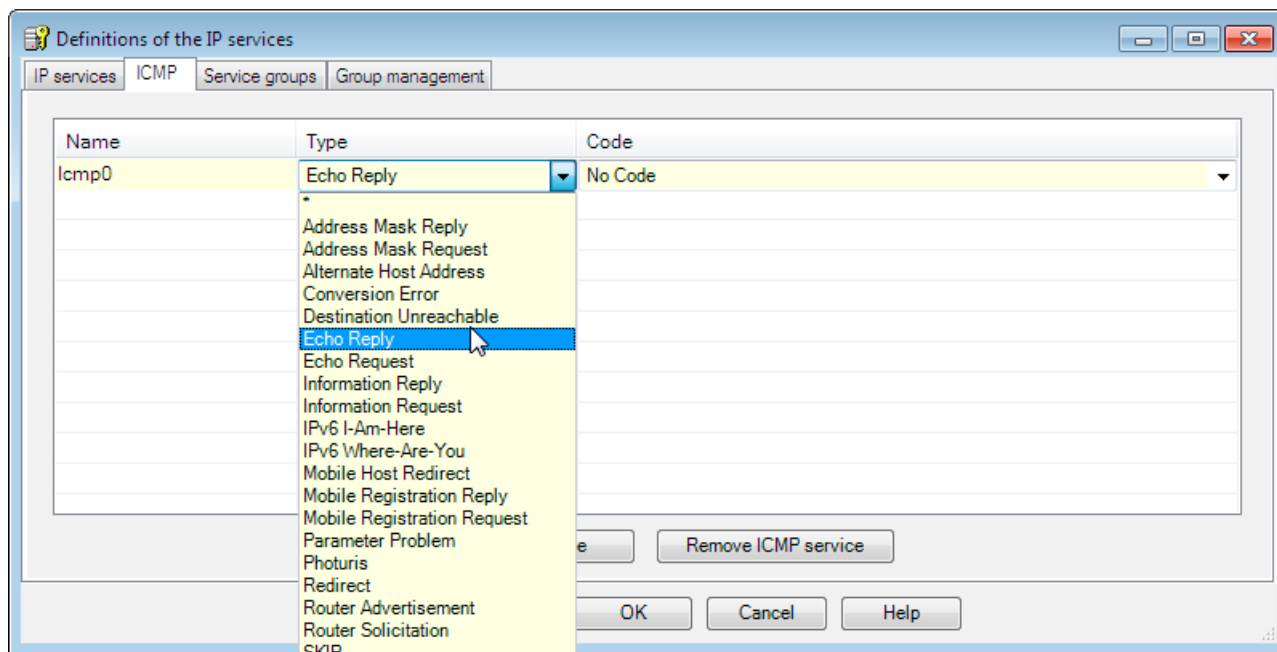 Definitions of the IP services
IP services ICMP Service groups Group management
Name Type Code
Icmp0 Echo Reply No Code
*
Address Mask Reply
Address Mask Request
Alternate Host Address
Conversion Error
Destination Unreachable
Echo Reply
Echo Request
Information Reply
Information Request
IPv6 I-Am-Here
IPv6 Where-Are-You
Mobile Host Redirect
Mobile Registration Reply
Mobile Registration Request
Parameter Problem
e Remove ICMP service
Photuris
Redirect
Router Advertisement
OK Cancel Help
Router Solicitation
SKIP